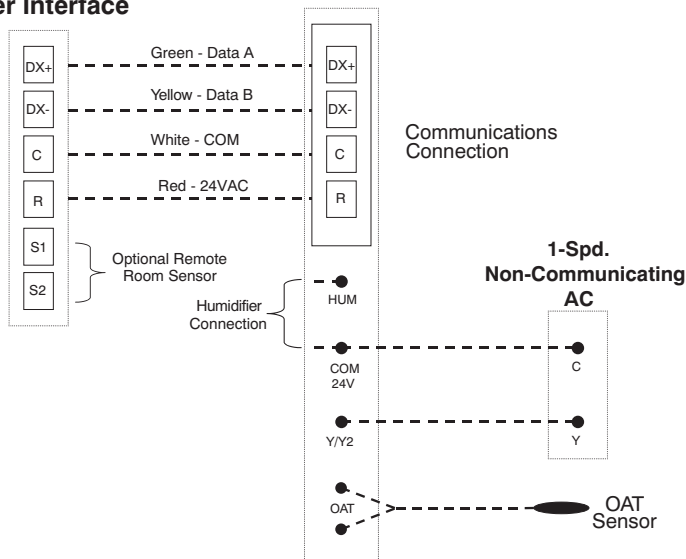 er Interface
DX+
DX-
C
R
S1
S2
Green - Data A
Yellow - Data B
White - COM
Red - 24VAC
Optional Remote
Room Sensor
DX+
DX-
C
R
Communications
Connection
Humidifier
Connection
HUM
COM
24V
Y/Y2
OAT
1-Spd.
Non-Communicating
AC
C
Y
OAT
Sensor